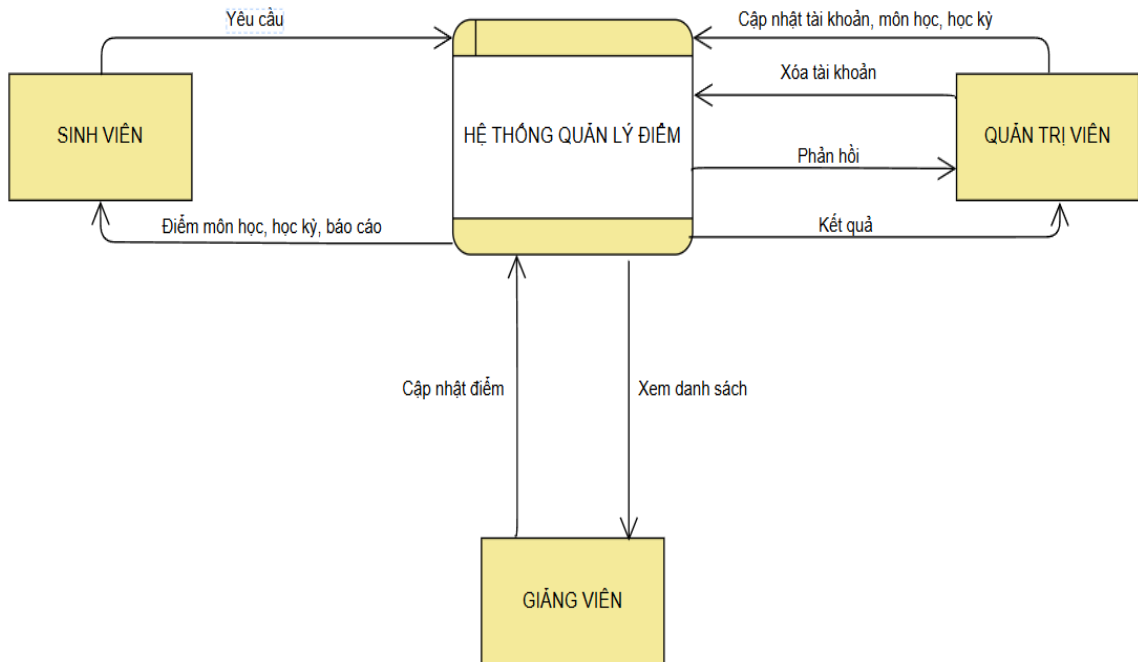 Yêu cầu
Cập nhật tài khoản, môn học, học kỳ
Xóa tài khoản
SINH VIÊN
HỆ THỐNG QUẢN LÝ ĐIỂM
QUẢN TRỊ VIÊN
Phản hồi
Điểm môn học, học kỳ, báo cáo
Kết quả
Cập nhật điểm
Xem danh sách
GIẢNG VIÊN